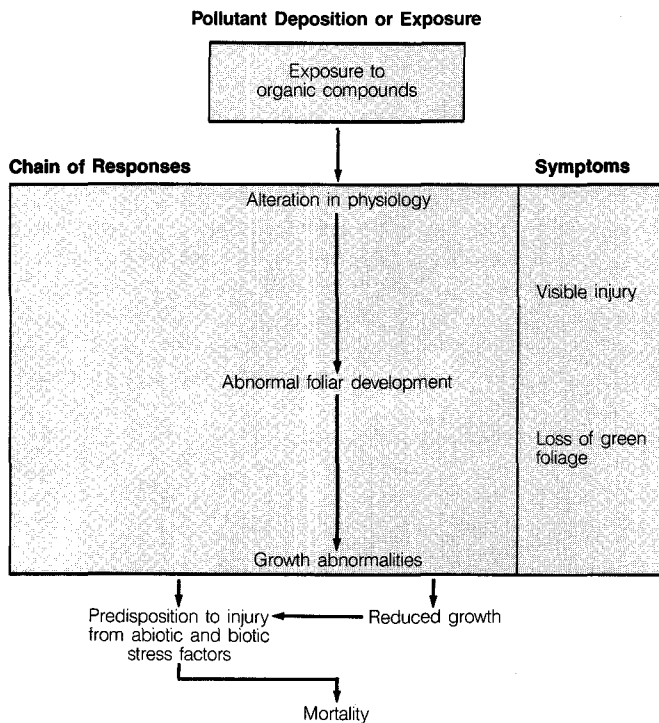 Pollutant Deposition or Exposure
Exposure to
organic compounds
Chain of Responses
Symptoms
Alteration in physiology
Visible injury
Abnormal foliar development
Loss of green
foliage
Growth abnormalities
Predisposition to injury
from abiotic and biotic
stress factors
Reduced growth
Mortality